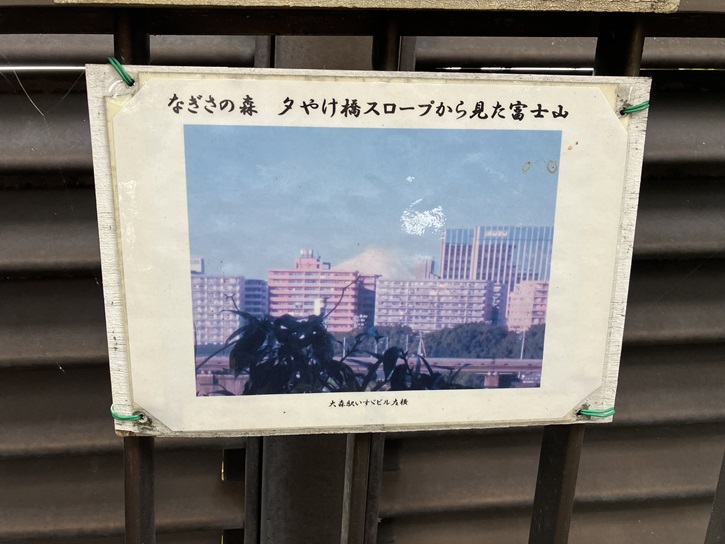 なぎさの森 夕やけ橋スロープから見た富士山
ISUZU
大森駅いすゞビル左横